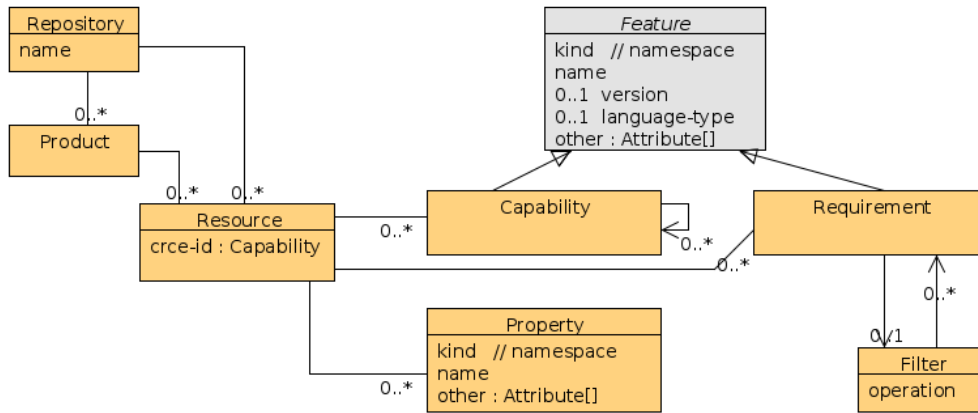 Repository
name
0..*
Product
0..*
0..*
Resource
crce-id : Capability
Feature
kind   // namespace
name
0..1  version
0..1  language-type
other : Attribute[]
Capability
0..*
0..*
Requirement
0..*
0..*
0./1
Filter
operation
Property
kind   // namespace
name
other : Attribute[]
0..*